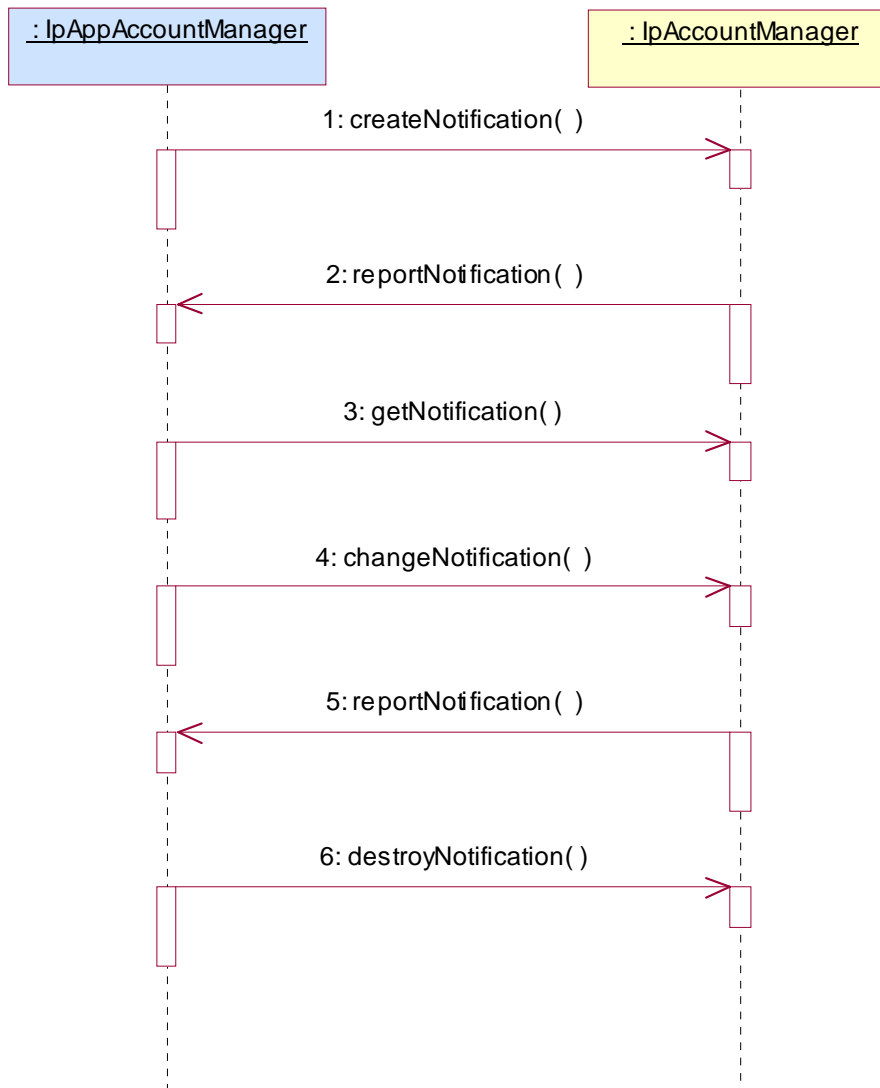 : IpAppAccountManager
: IpAccountManager
1: createNotification( )
2: reportNotification( )
3: getNotification( )
4: changeNotification( )
5: reportNotification( )
6: destroyNotification( )